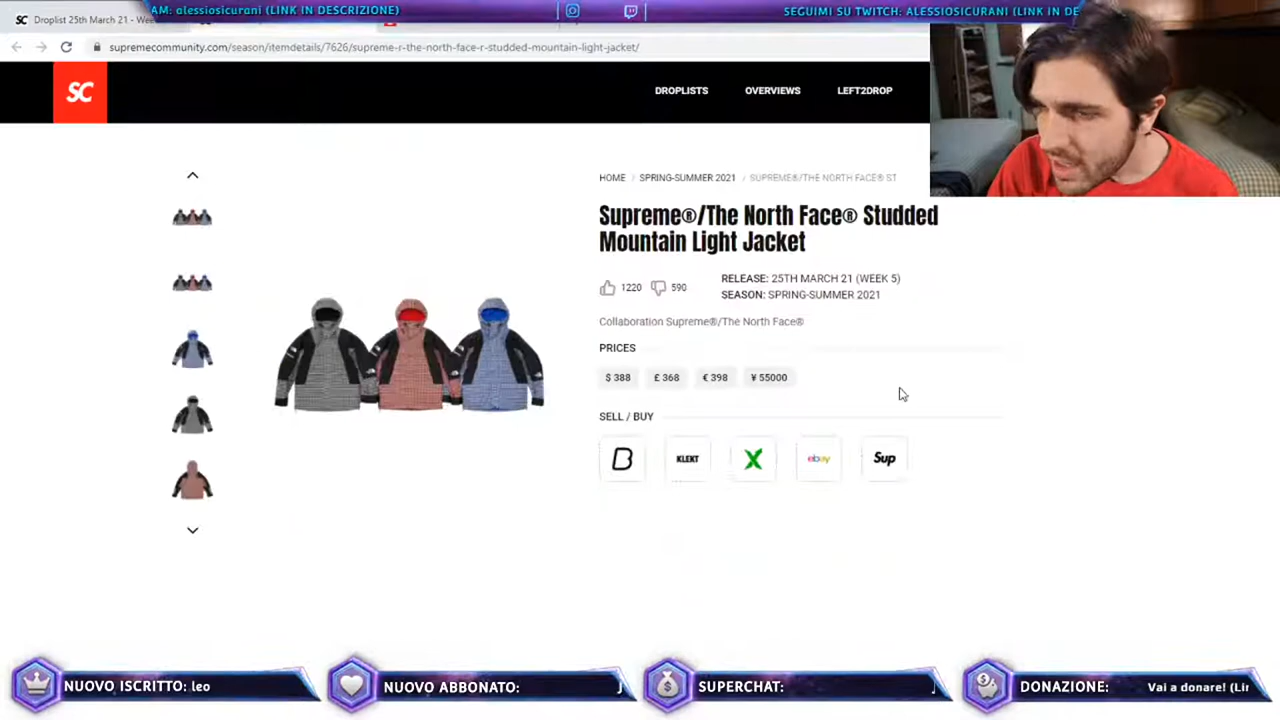 AM: alessiosicurani (LINK IN DESCRIZIONE)
SEGUIMI SU TWITCH: ALESSIOSICURANI (LINK IN DE
SC Droplist 25th March 21 - We
supremecommunity.com/season/itemdetails/7626/supreme-r-the-north-face-r-studded-mountain-light-jacket/
SC
DROPLISTS OVERVIEWS LEFT2DROP
HOME / SPRING-SUMMER 2021 / SUPREME®/THE NORTH FACE® ST
Supreme®/The North Face® Studded
Mountain Light Jacket
1220 590
RELEASE: 25TH MARCH 21 (WEEK 5)
SEASON: SPRING-SUMMER 2021
Collaboration Supreme®/The North Face®
PRICES
$ 388 £ 368 € 398 ¥ 55000
SELL / BUY
B KLEKT X ebay Sup
NUOVO ISCRITTO: leo
NUOVO ABBONATO:
SUPERCHAT:
DONAZIONE: Vai a donare! (Lin